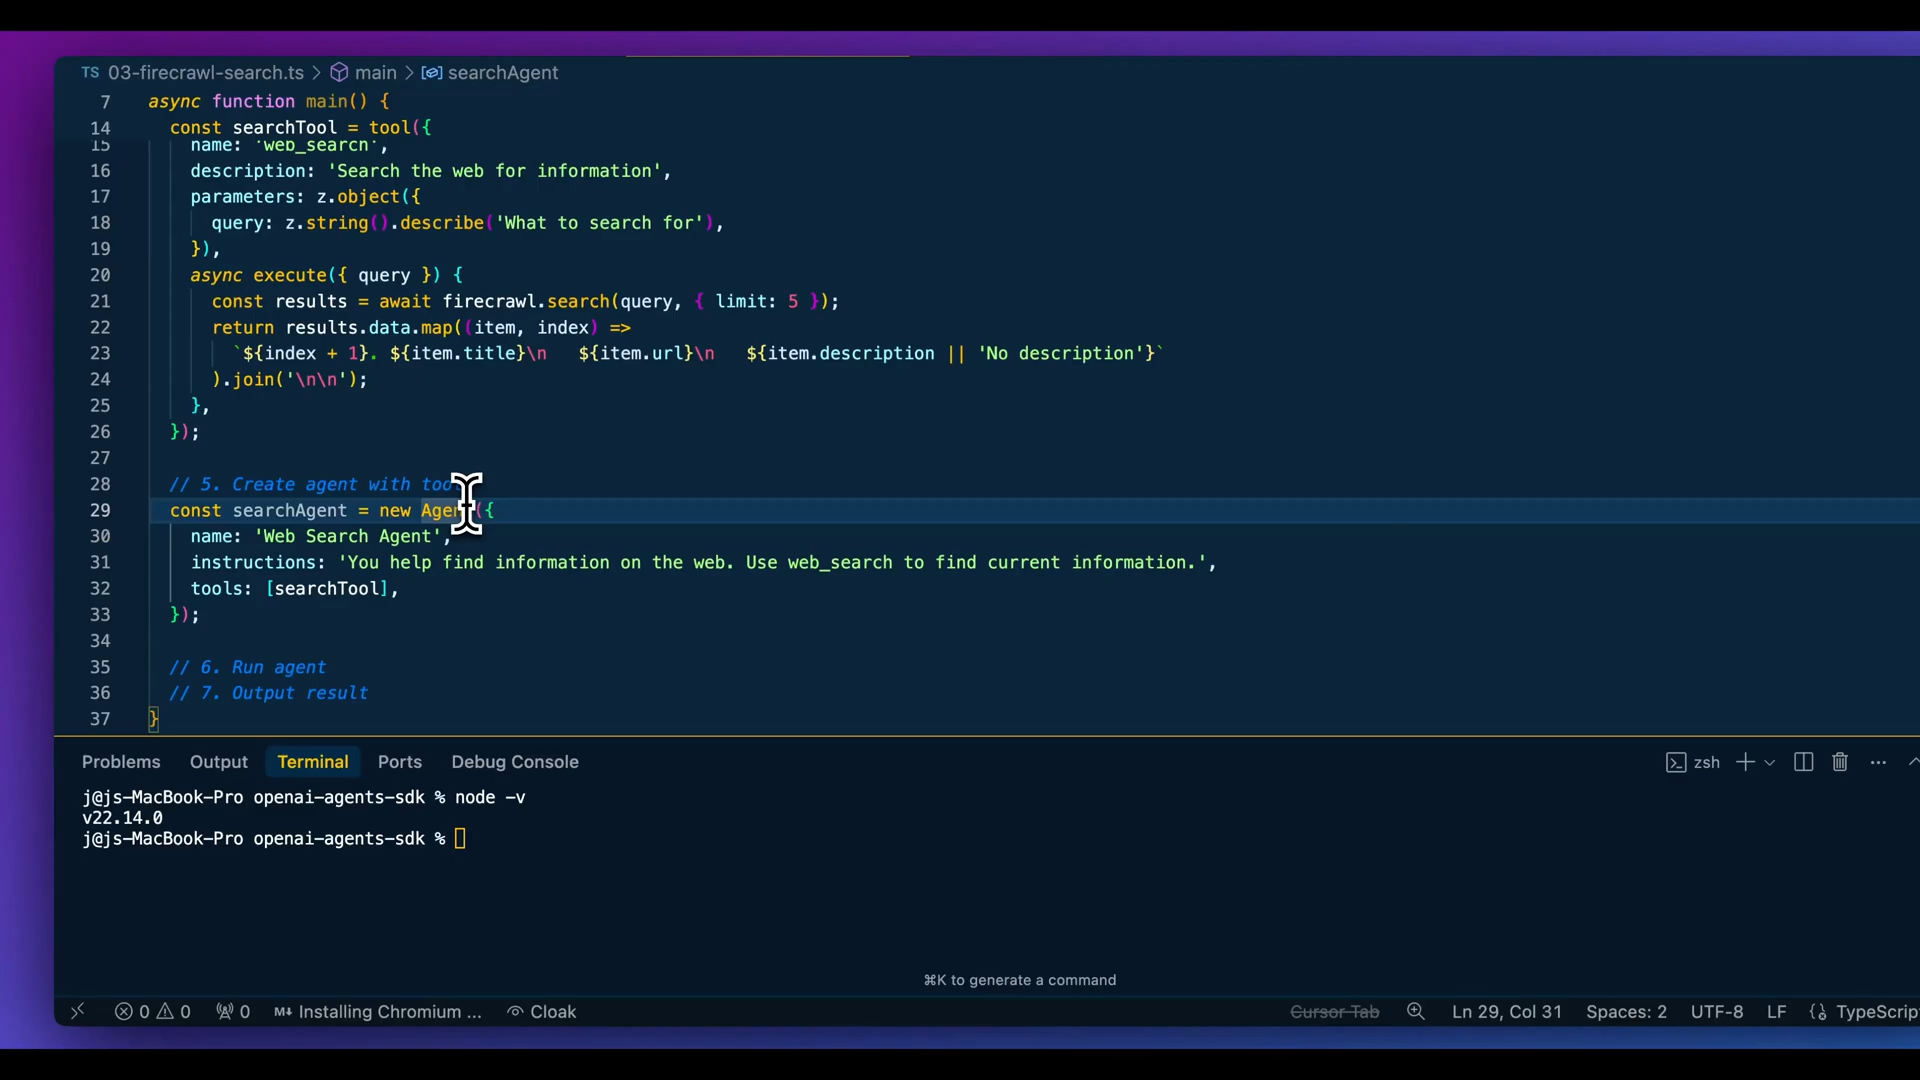 TS 03-firecrawl-search.ts > main > searchAgent
7 async function main() {
14 const searchTool = tool({
15 name: 'web_search',
16 description: 'Search the web for information',
17 parameters: z.object({
18 query: z.string().describe('What to search for'),
19 }),
20 async execute({ query }) {
21 const results = await firecrawl.search(query, { limit: 5 });
22 return results.data.map((item, index) =>
23 `${index + 1}. ${item.title}\n   ${item.url}\n   ${item.description || 'No description'}`
24 ).join('\n\n');
25 },
26 });
27
28 // 5. Create agent with tool
29 const searchAgent = new Agent({
30 name: 'Web Search Agent',
31 instructions: 'You help find information on the web. Use web_search to find current information.',
32 tools: [searchTool],
33 });
34
35 // 6. Run agent
36 // 7. Output result
37 }
Problems Output Terminal Ports Debug Console zsh
j@js-MacBook-Pro openai-agents-sdk % node -v
v22.14.0
j@js-MacBook-Pro openai-agents-sdk %
⌘K to generate a command
0 0 0 M↓ Installing Chromium ... Cloak Cursor Tab Ln 29, Col 31 Spaces: 2 UTF-8 LF TypeScrip